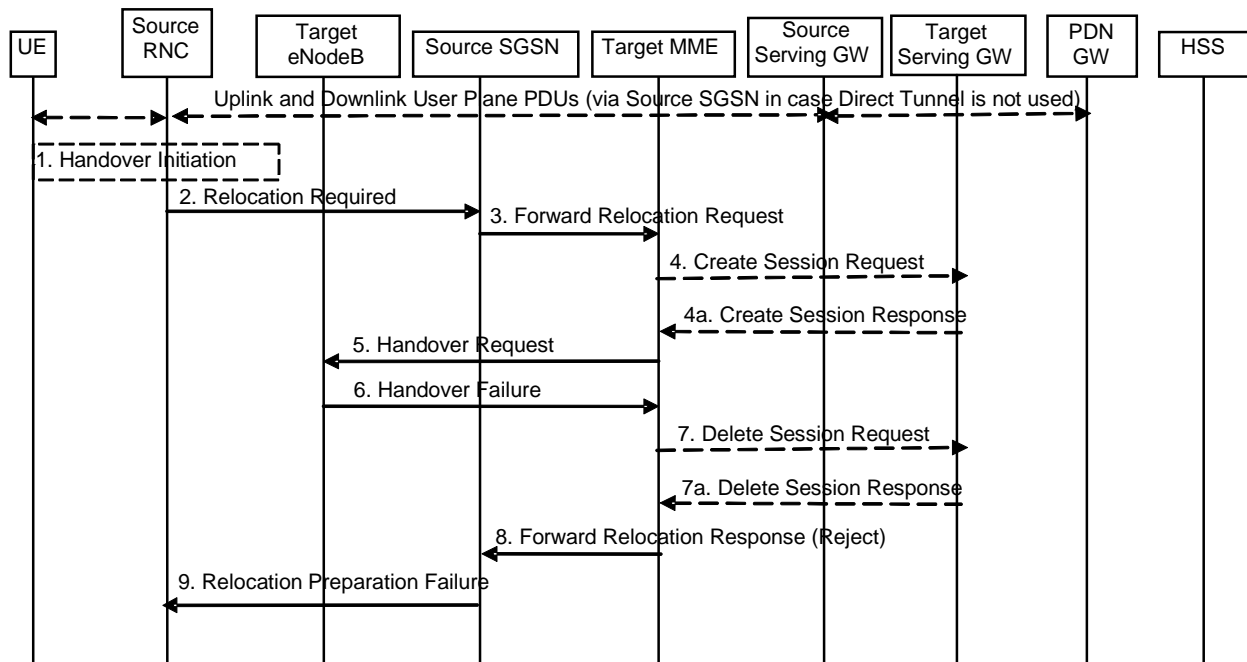 UE
Source
RNC
Target
eNodeB
Source SGSN
Target MME
Source
Serving GW
Target
Serving GW
PDN
GW
HSS
Uplink and Downlink User Plane PDUs (via Source SGSN in case Direct Tunnel is not used)
1. Handover Initiation
2. Relocation Required
3. Forward Relocation Request
4. Create Session Request
4a. Create Session Response
5. Handover Request
6. Handover Failure
7. Delete Session Request
7a. Delete Session Response
8. Forward Relocation Response (Reject)
9. Relocation Preparation Failure